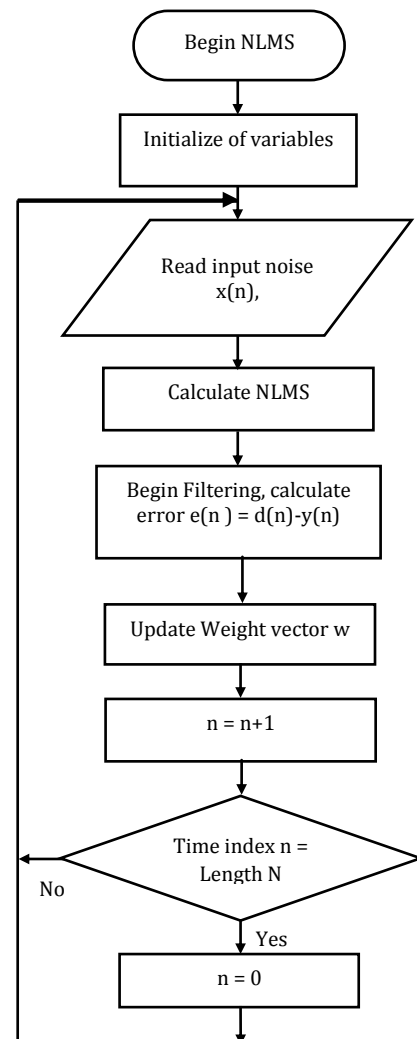 Begin NLMS
Initialize of variables
Read input noise
x(n),
Calculate NLMS
Begin Filtering, calculate
error e(n ) = d(n)-y(n)
Update Weight vector w
n = n+1
Time index n =
Length N
No
Yes
n = 0